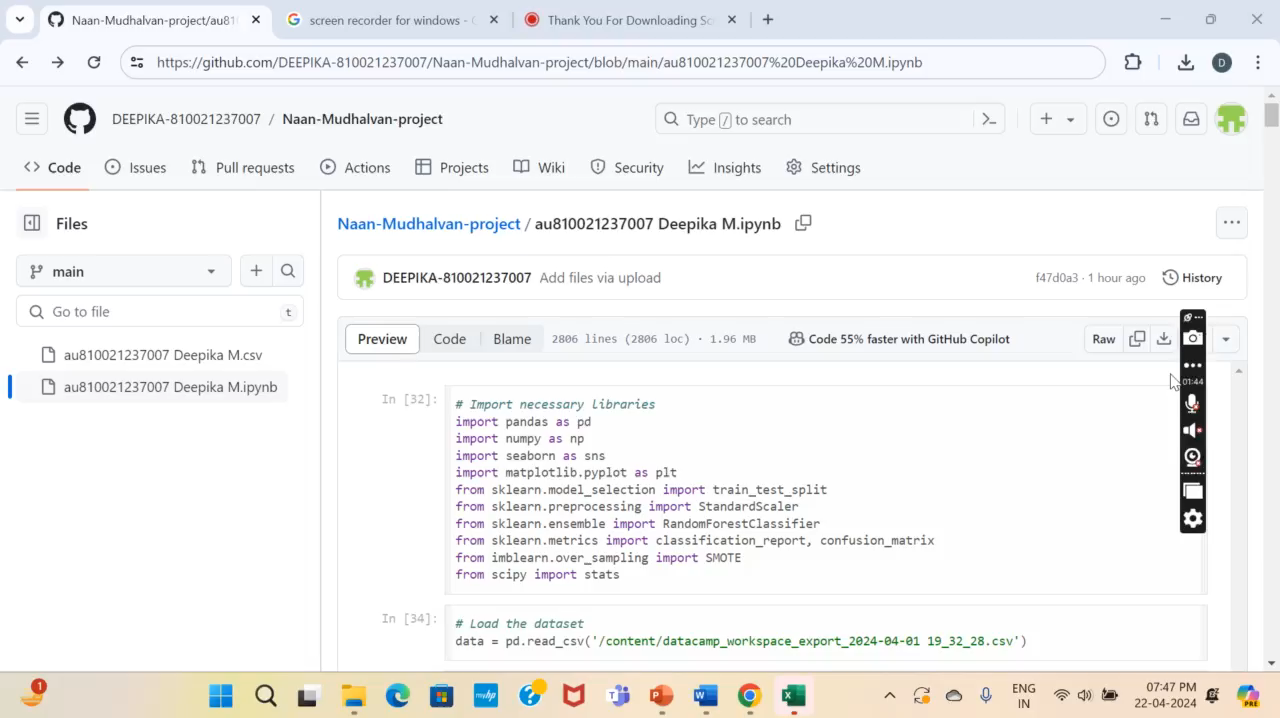 Naan-Mudhalvan-project/au81
screen recorder for windows - G
Thank You For Downloading Sc
https://github.com/DEEPIKA-810021237007/Naan-Mudhalvan-project/blob/main/au810021237007%20Deepika%20M.ipynb
D
DEEPIKA-810021237007 / Naan-Mudhalvan-project
Type / to search
Code
Issues
Pull requests
Actions
Projects
Wiki
Security
Insights
Settings
Files
Naan-Mudhalvan-project / au810021237007 Deepika M.ipynb
main
DEEPIKA-810021237007 Add files via upload
f47d0a3 · 1 hour ago
History
Go to file
t
Preview
Code
Blame
2806 lines (2806 loc) · 1.96 MB
Code 55% faster with GitHub Copilot
Raw
au810021237007 Deepika M.csv
au810021237007 Deepika M.ipynb
01:44
In [32]:
# Import necessary libraries
import pandas as pd
import numpy as np
import seaborn as sns
import matplotlib.pyplot as plt
from sklearn.model_selection import train_test_split
from sklearn.preprocessing import StandardScaler
from sklearn.ensemble import RandomForestClassifier
from sklearn.metrics import classification_report, confusion_matrix
from imblearn.over_sampling import SMOTE
from scipy import stats
In [34]:
# Load the dataset
data = pd.read_csv('/content/datacamp_workspace_export_2024-04-01 19_32_28.csv')
1
myhp
ENG
IN
07:47 PM
22-04-2024
PRE